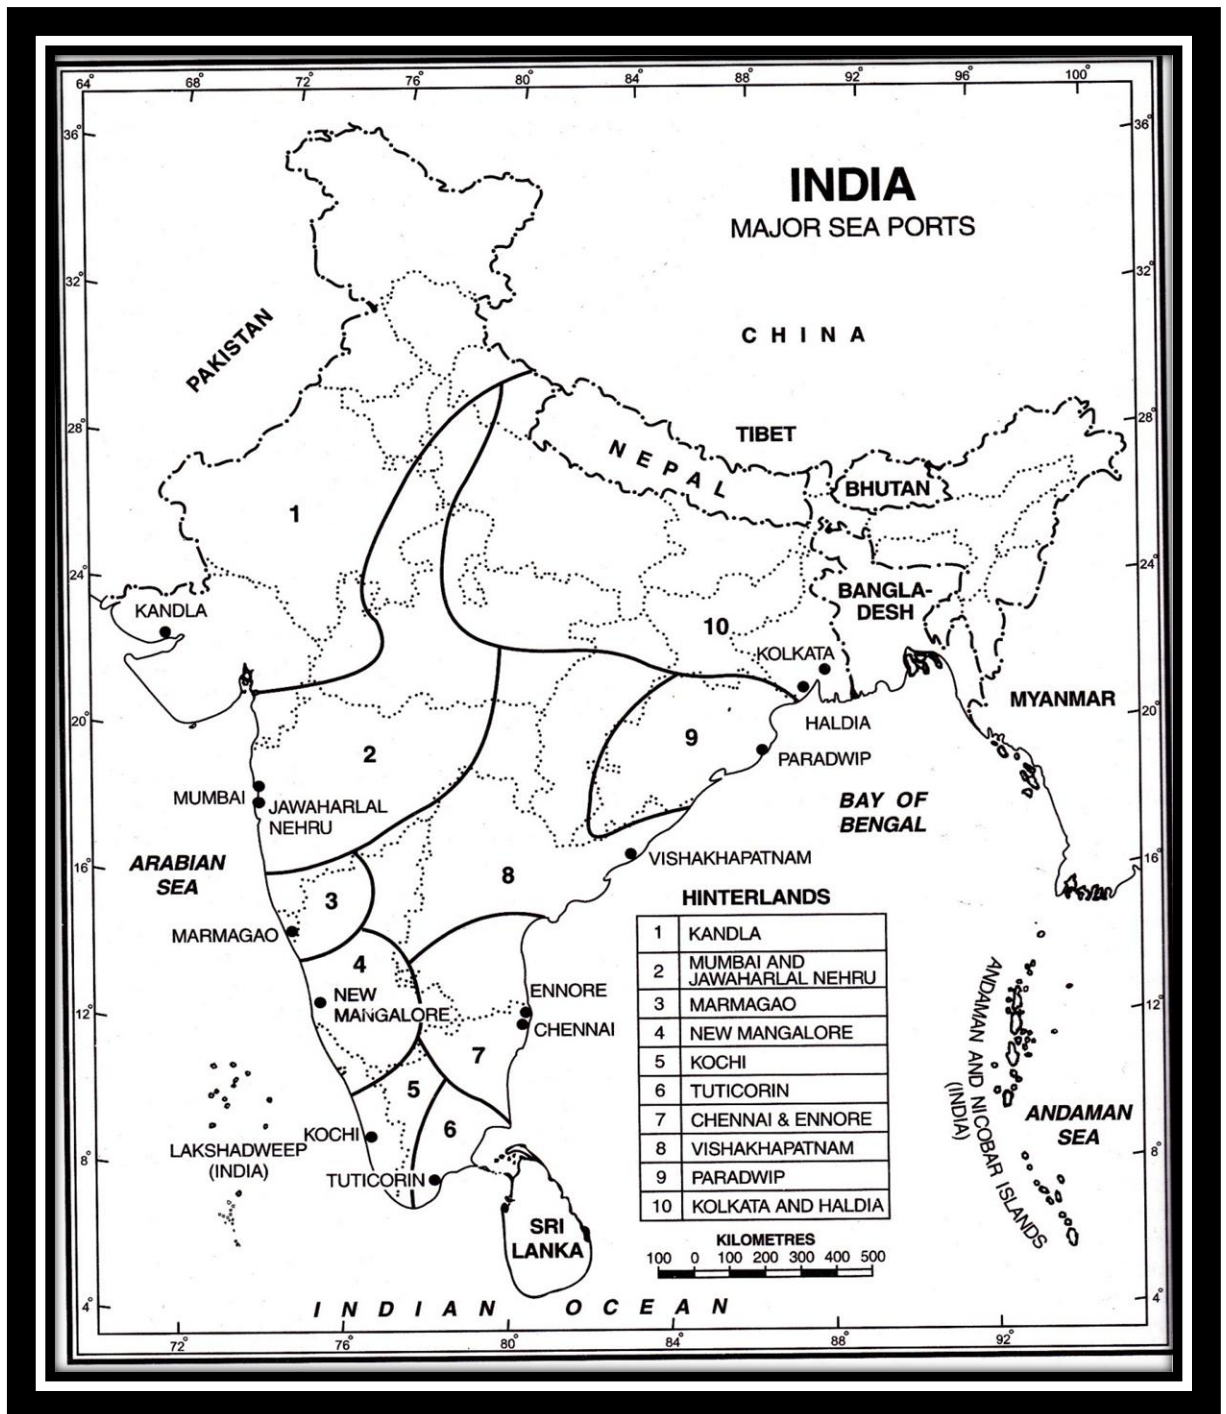 64° 68° 72° 76° 80° 84° 88° 92° 96° 100°
36° 36°
INDIA
MAJOR SEA PORTS
32° 32°
PAKISTAN
CHINA
28° 28°
TIBET
NEPAL
BHUTAN
1
24° 24°
BANGLA-
DESH
KANDLA
10
KOLKATA
MYANMAR
20° 20°
HALDIA
9
2
PARADWIP
MUMBAI
JAWAHARLAL
NEHRU
BAY OF
BENGAL
ARABIAN
SEA
16° 16°
VISHAKHAPATNAM
8
3
MARMAGAO
4
NEW
MANGALORE
ENNORE
CHENNAI
12° 12°
7
5
6
KOCHI
LAKSHADWEEP
(INDIA)
TUTICORIN
8° 8°
SRI
LANKA
HINTERLANDS
1 KANDLA
2 MUMBAI AND
JAWAHARLAL NEHRU
3 MARMAGAO
4 NEW MANGALORE
5 KOCHI
6 TUTICORIN
7 CHENNAI & ENNORE
8 VISHAKHAPATNAM
9 PARADWIP
10 KOLKATA AND HALDIA
ANDAMAN AND NICOBAR ISLANDS
(INDIA)
ANDAMAN
SEA
KILOMETRES
100 0 100 200 300 400 500
4° 4°
INDIAN OCEAN
72° 76° 80° 84° 88° 92°